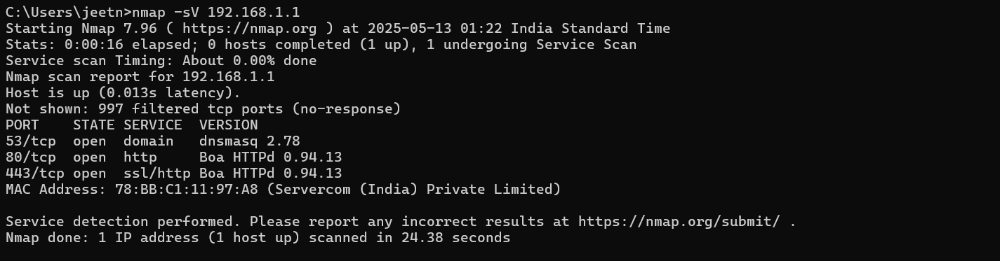 C:\Users\jeetn>nmap -sV 192.168.1.1
Starting Nmap 7.96 ( https://nmap.org ) at 2025-05-13 01:22 India Standard Time
Stats: 0:00:16 elapsed; 0 hosts completed (1 up), 1 undergoing Service Scan
Service scan Timing: About 0.00% done
Nmap scan report for 192.168.1.1
Host is up (0.013s latency).
Not shown: 997 filtered tcp ports (no-response)
PORT    STATE SERVICE  VERSION
53/tcp  open  domain   dnsmasq 2.78
80/tcp  open  http     Boa HTTPd 0.94.13
443/tcp open  ssl/http Boa HTTPd 0.94.13
MAC Address: 78:BB:C1:11:97:A8 (Servercom (India) Private Limited)

Service detection performed. Please report any incorrect results at https://nmap.org/submit/ .
Nmap done: 1 IP address (1 host up) scanned in 24.38 seconds